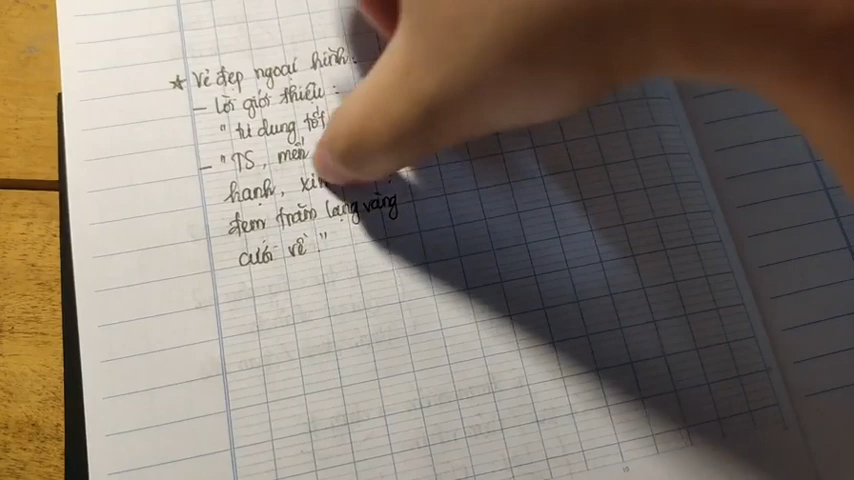 * Vẻ đẹp ngoại hình:
- lời giới thiệu:
" tư dung tốt
- " TS, mến
hạnh, xin
đem trăm lạng vàng
cưới về "